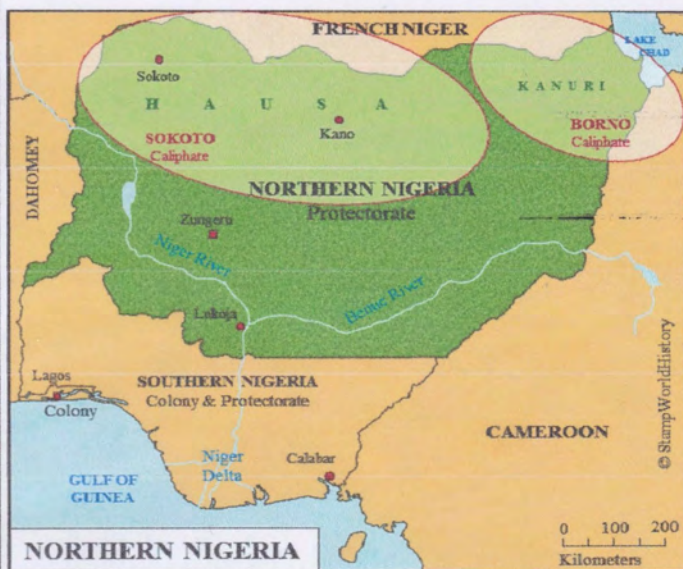 FRENCH NIGER
LAKE
CHAD
Sokoto
HAUSA
KANURI
Kano
SOKOTO
Caliphate
BORNO
Caliphate
DAHOMEY
NORTHERN NIGERIA
Protectorate
Zungeru
Niger River
Benue River
Lakoja
Lagos
Colony
SOUTHERN NIGERIA
Colony & Protectorate
CAMEROON
© StampWorldHistory
Niger
Delta
Calabar
GULF OF
GUINEA
0 100 200
Kilometers
NORTHERN NIGERIA